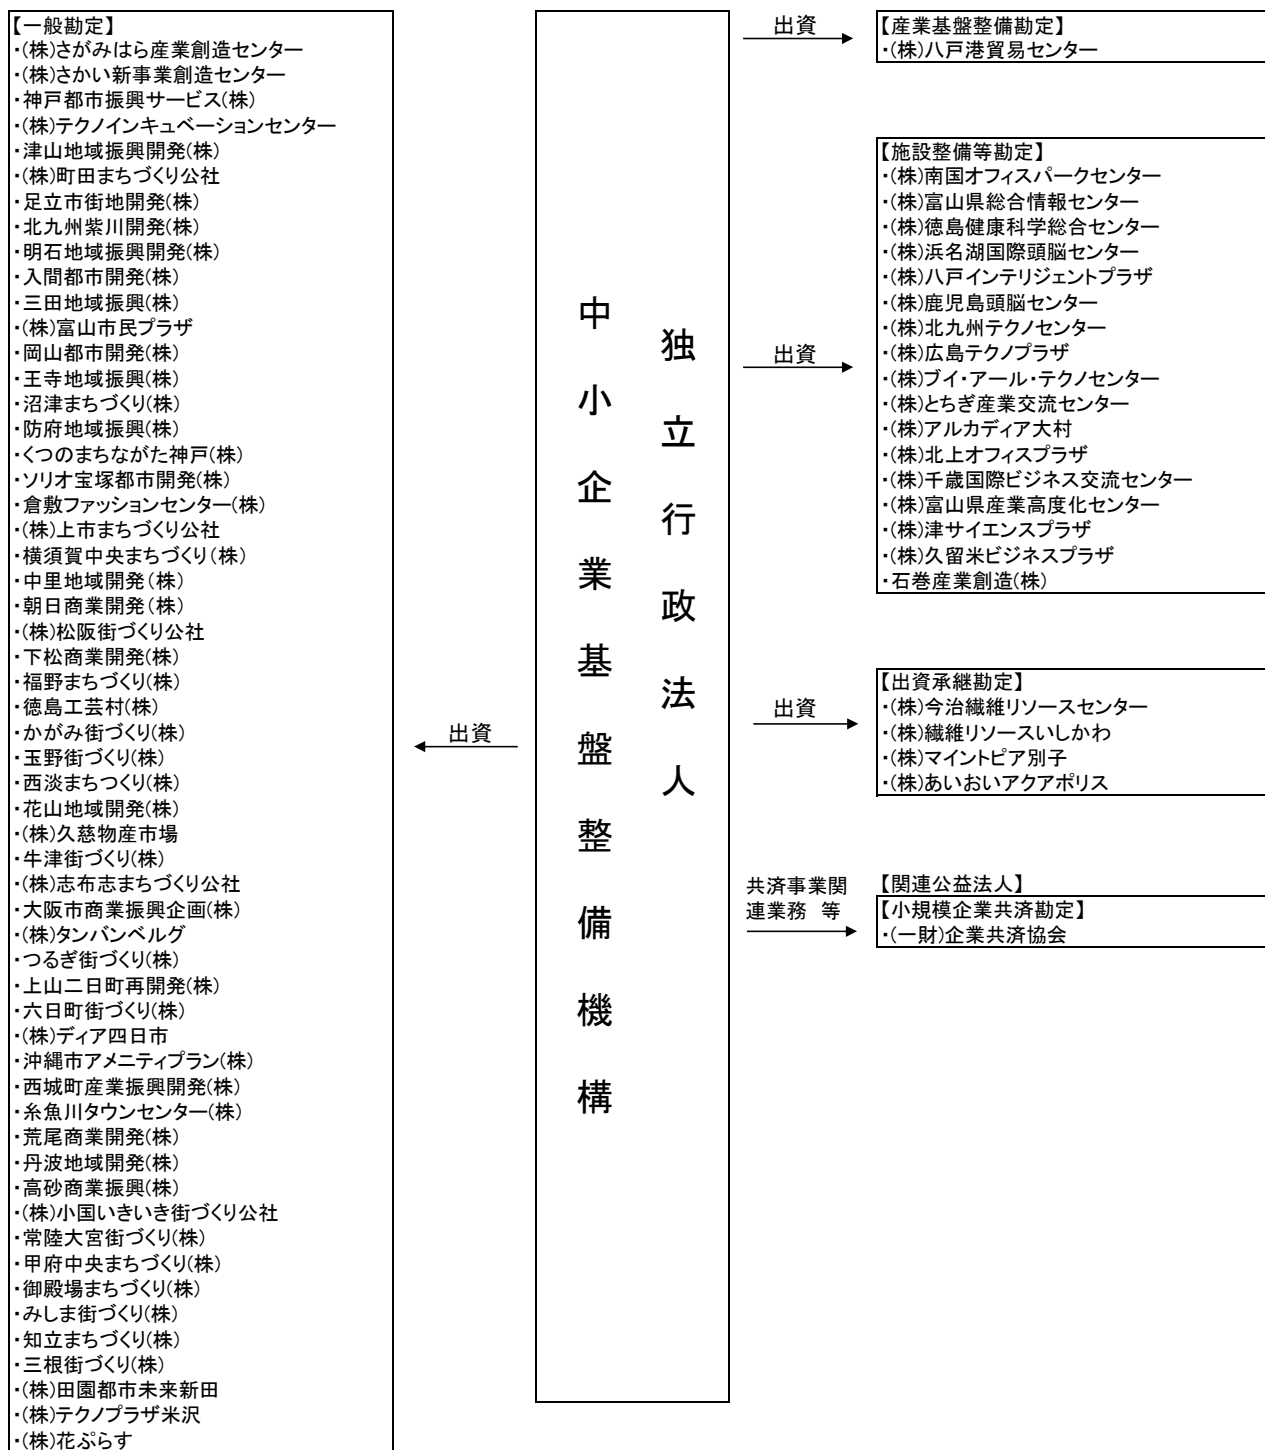 【一般勘定】
・(株)さがみはら産業創造センター
・(株)さかい新事業創造センター
・神戸都市振興サービス(株)
・(株)テクノインキュベーションセンター
・津山地域振興開発(株)
・(株)町田まちづくり公社
・足立市街地開発(株)
・北九州紫川開発(株)
・明石地域振興開発(株)
・入間都市開発(株)
・三田地域振興(株)
・(株)富山市民プラザ
・岡山都市開発(株)
・王寺地域振興(株)
・沼津まちづくり(株)
・防府地域振興(株)
・くつのまちながた神戸(株)
・ソリオ宝塚都市開発(株)
・倉敷ファッションセンター(株)
・(株)上市まちづくり公社
・横須賀中央まちづくり(株)
・中里地域開発(株)
・朝日商業開発(株)
・(株)松阪街づくり公社
・下松商業開発(株)
・福野まちづくり(株)
・徳島工芸村(株)
・かがみ街づくり(株)
・玉野街づくり(株)
・西淡まちつくり(株)
・花山地域開発(株)
・(株)久慈物産市場
・牛津街づくり(株)
・(株)志布志まちづくり公社
・大阪市商業振興企画(株)
・(株)タンバンベルグ
・つるぎ街づくり(株)
・上山二日町再開発(株)
・六日町街づくり(株)
・(株)ディア四日市
・沖縄市アメニティプラン(株)
・西城町産業振興開発(株)
・糸魚川タウンセンター(株)
・荒尾商業開発(株)
・丹波地域開発(株)
・高砂商業振興(株)
・(株)小国いきいき街づくり公社
・常陸大宮街づくり(株)
・甲府中央まちづくり(株)
・御殿場まちづくり(株)
・みしま街づくり(株)
・知立まちづくり(株)
・三根街づくり(株)
・(株)田園都市未来新田
・(株)テクノプラザ米沢
・(株)花ぷらす
出資
独立行政法人
中小企業基盤整備機構
出資
【産業基盤整備勘定】
・(株)八戸港貿易センター
出資
【施設整備等勘定】
・(株)南国オフィスパークセンター
・(株)富山県総合情報センター
・(株)徳島健康科学総合センター
・(株)浜名湖国際頭脳センター
・(株)八戸インテリジェントプラザ
・(株)鹿児島頭脳センター
・(株)北九州テクノセンター
・(株)広島テクノプラザ
・(株)ブイ・アール・テクノセンター
・(株)とちぎ産業交流センター
・(株)アルカディア大村
・(株)北上オフィスプラザ
・(株)千歳国際ビジネス交流センター
・(株)富山県産業高度化センター
・(株)津サイエンスプラザ
・(株)久留米ビジネスプラザ
・石巻産業創造(株)
出資
【出資承継勘定】
・(株)今治繊維リソースセンター
・(株)繊維リソースいしかわ
・(株)マイントピア別子
・(株)あいおいアクアポリス
共済事業関
連業務 等
【関連公益法人】
【小規模企業共済勘定】
・(一財)企業共済協会